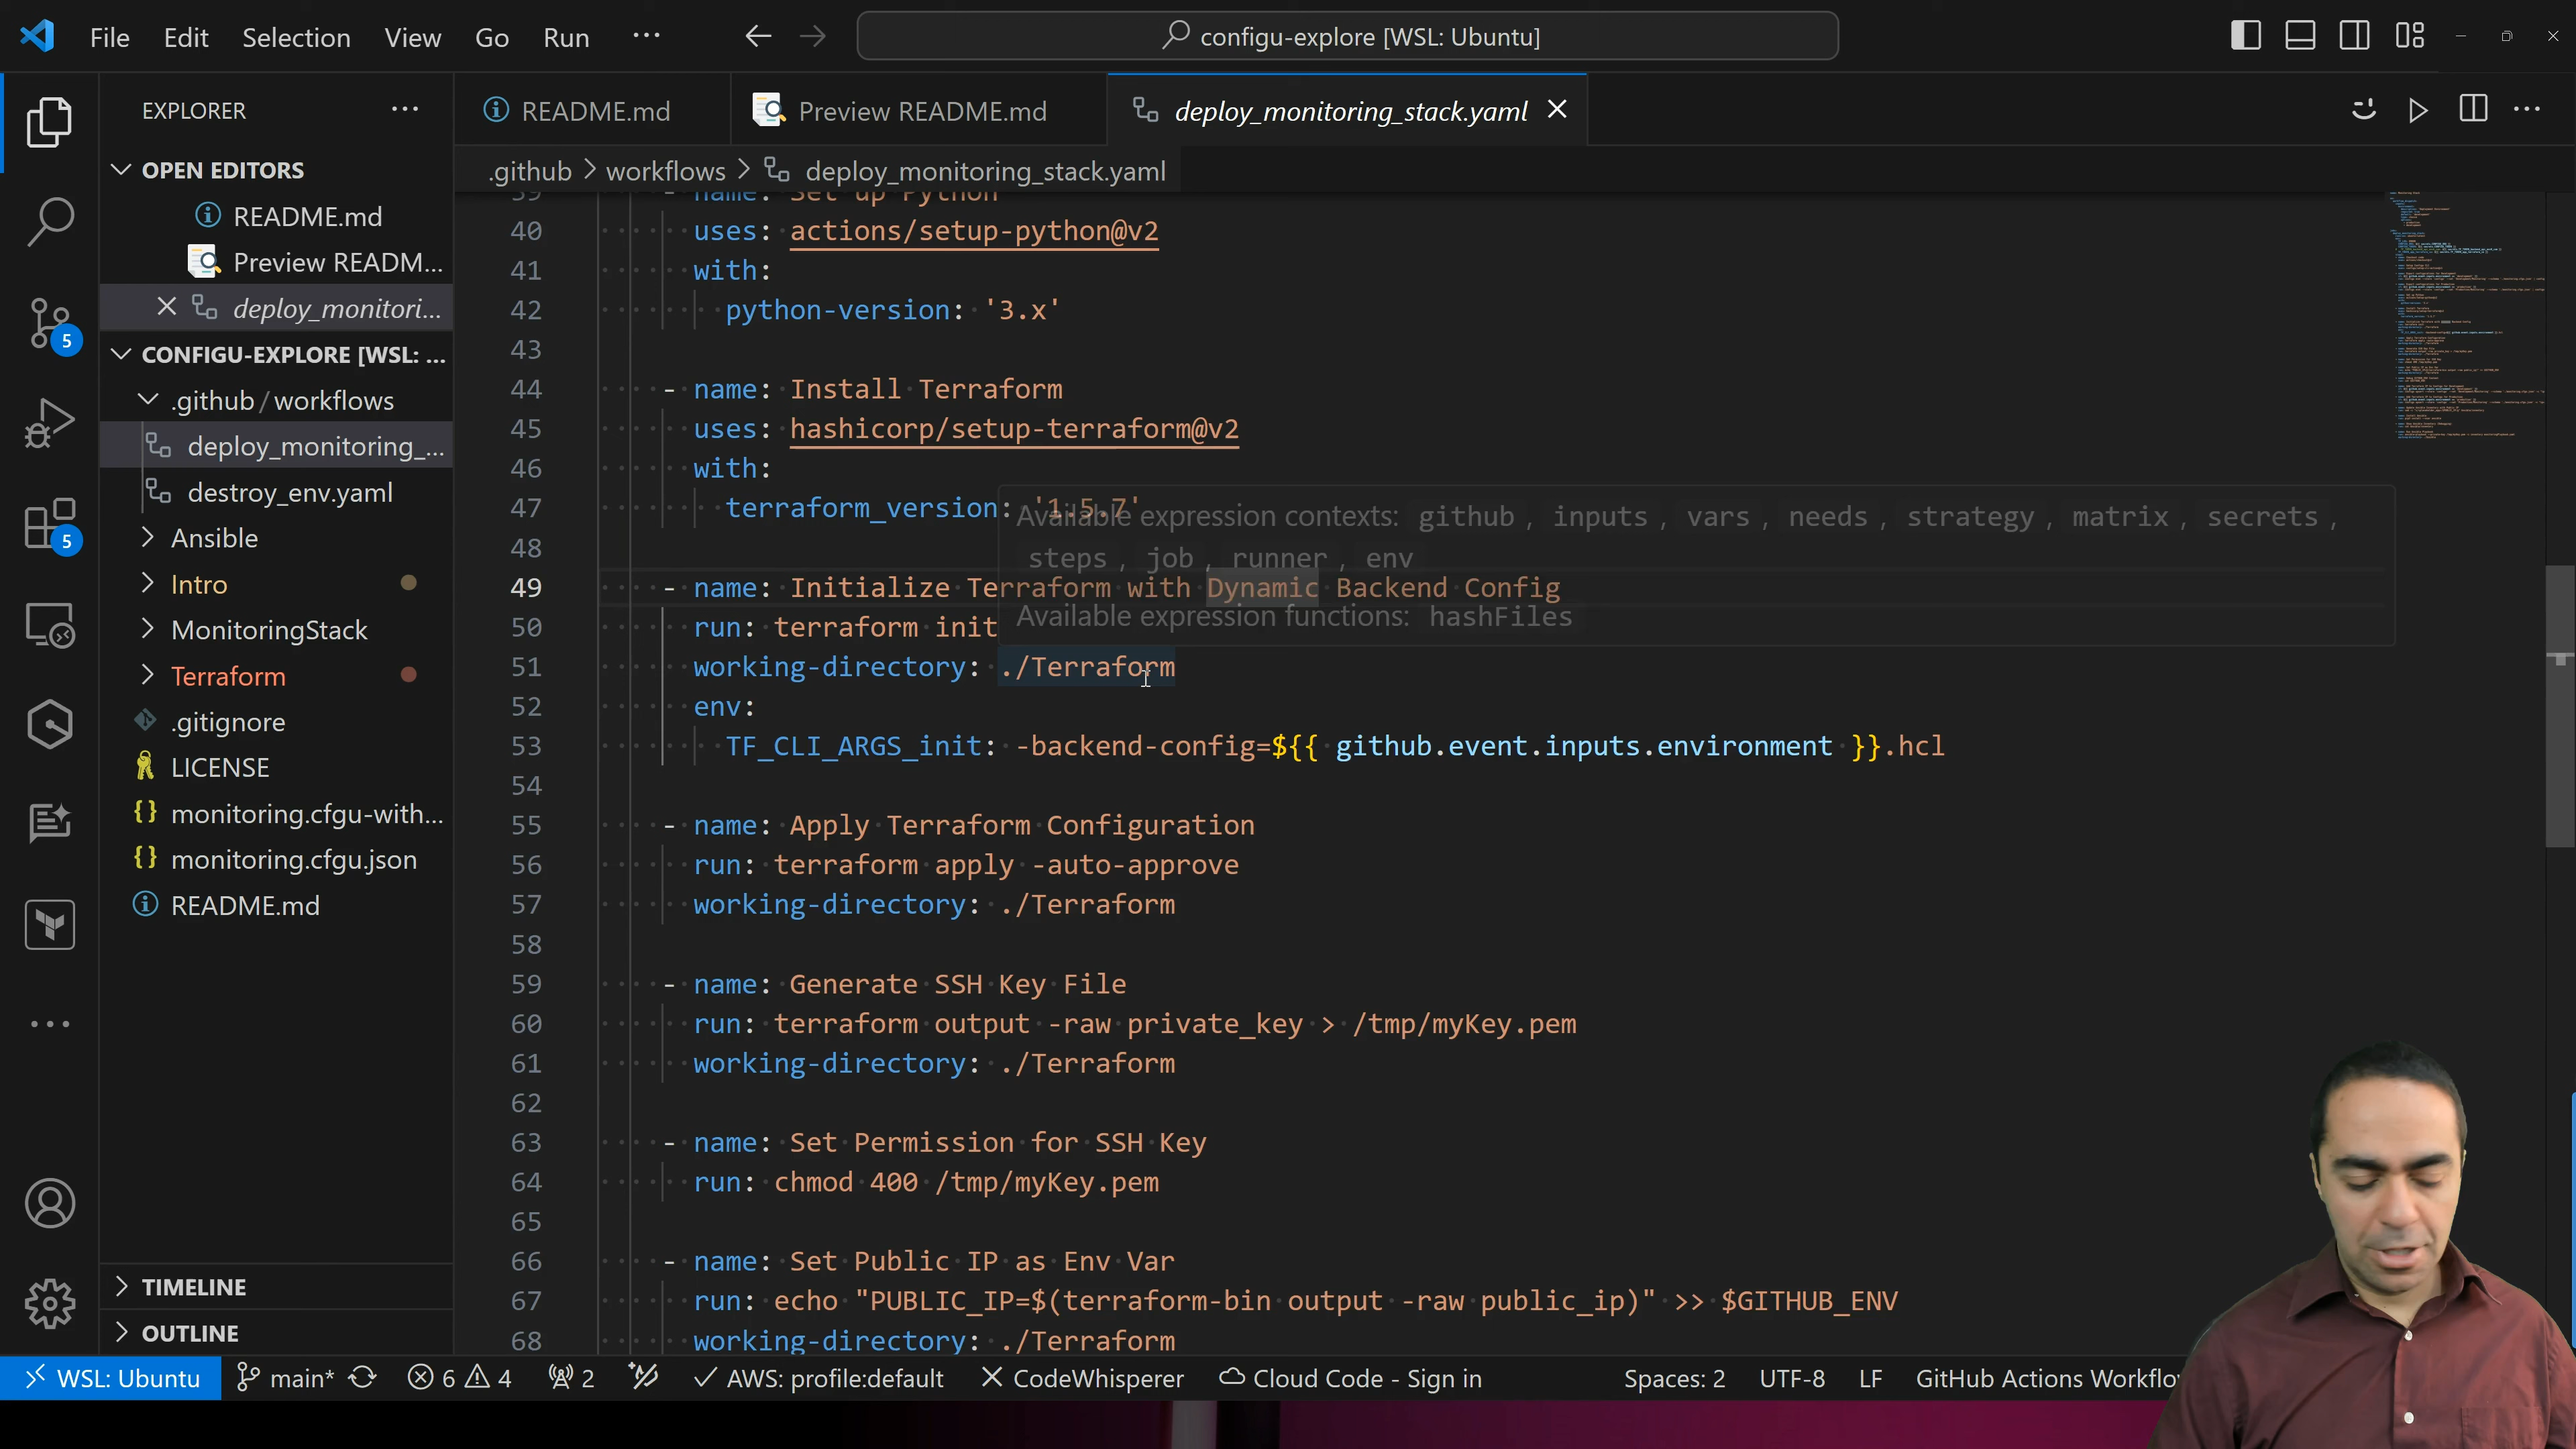 File Edit Selection View Go Run ··· configu-explore [WSL: Ubuntu]
EXPLORER ···
README.md
Preview README.md
deploy_monitoring_stack.yaml
OPEN EDITORS
README.md
Preview READM...
deploy_monitori...
CONFIGU-EXPLORE [WSL: ...
.github / workflows
deploy_monitoring_...
destroy_env.yaml
Ansible
Intro
MonitoringStack
Terraform
.gitignore
LICENSE
monitoring.cfgu-with...
monitoring.cfgu.json
README.md
TIMELINE
OUTLINE
5
5
.github > workflows > deploy_monitoring_stack.yaml
39 - name: Set up Python
40 uses: actions/setup-python@v2
41 with:
42 python-version: '3.x'
43
44 - name: Install Terraform
45 uses: hashicorp/setup-terraform@v2
46 with:
47 terraform_version: '1.5.7'
Available expression contexts: github, inputs, vars, needs, strategy, matrix, secrets,
48
steps, job, runner, env
49 - name: Initialize Terraform with Dynamic Backend Config
Available expression functions: hashFiles
50 run: terraform init
51 working-directory: ./Terraform
52 env:
53 TF_CLI_ARGS_init: -backend-config=${{ github.event.inputs.environment }}.hcl
54
55 - name: Apply Terraform Configuration
56 run: terraform apply -auto-approve
57 working-directory: ./Terraform
58
59 - name: Generate SSH Key File
60 run: terraform output -raw private_key > /tmp/myKey.pem
61 working-directory: ./Terraform
62
63 - name: Set Permission for SSH Key
64 run: chmod 400 /tmp/myKey.pem
65
66 - name: Set Public IP as Env Var
67 run: echo "PUBLIC_IP=$(terraform-bin output -raw public_ip)" >> $GITHUB_ENV
68 working-directory: ./Terraform
WSL: Ubuntu main* 6 4 2 AWS: profile:default CodeWhisperer Cloud Code - Sign in Spaces: 2 UTF-8 LF GitHub Actions Workflo